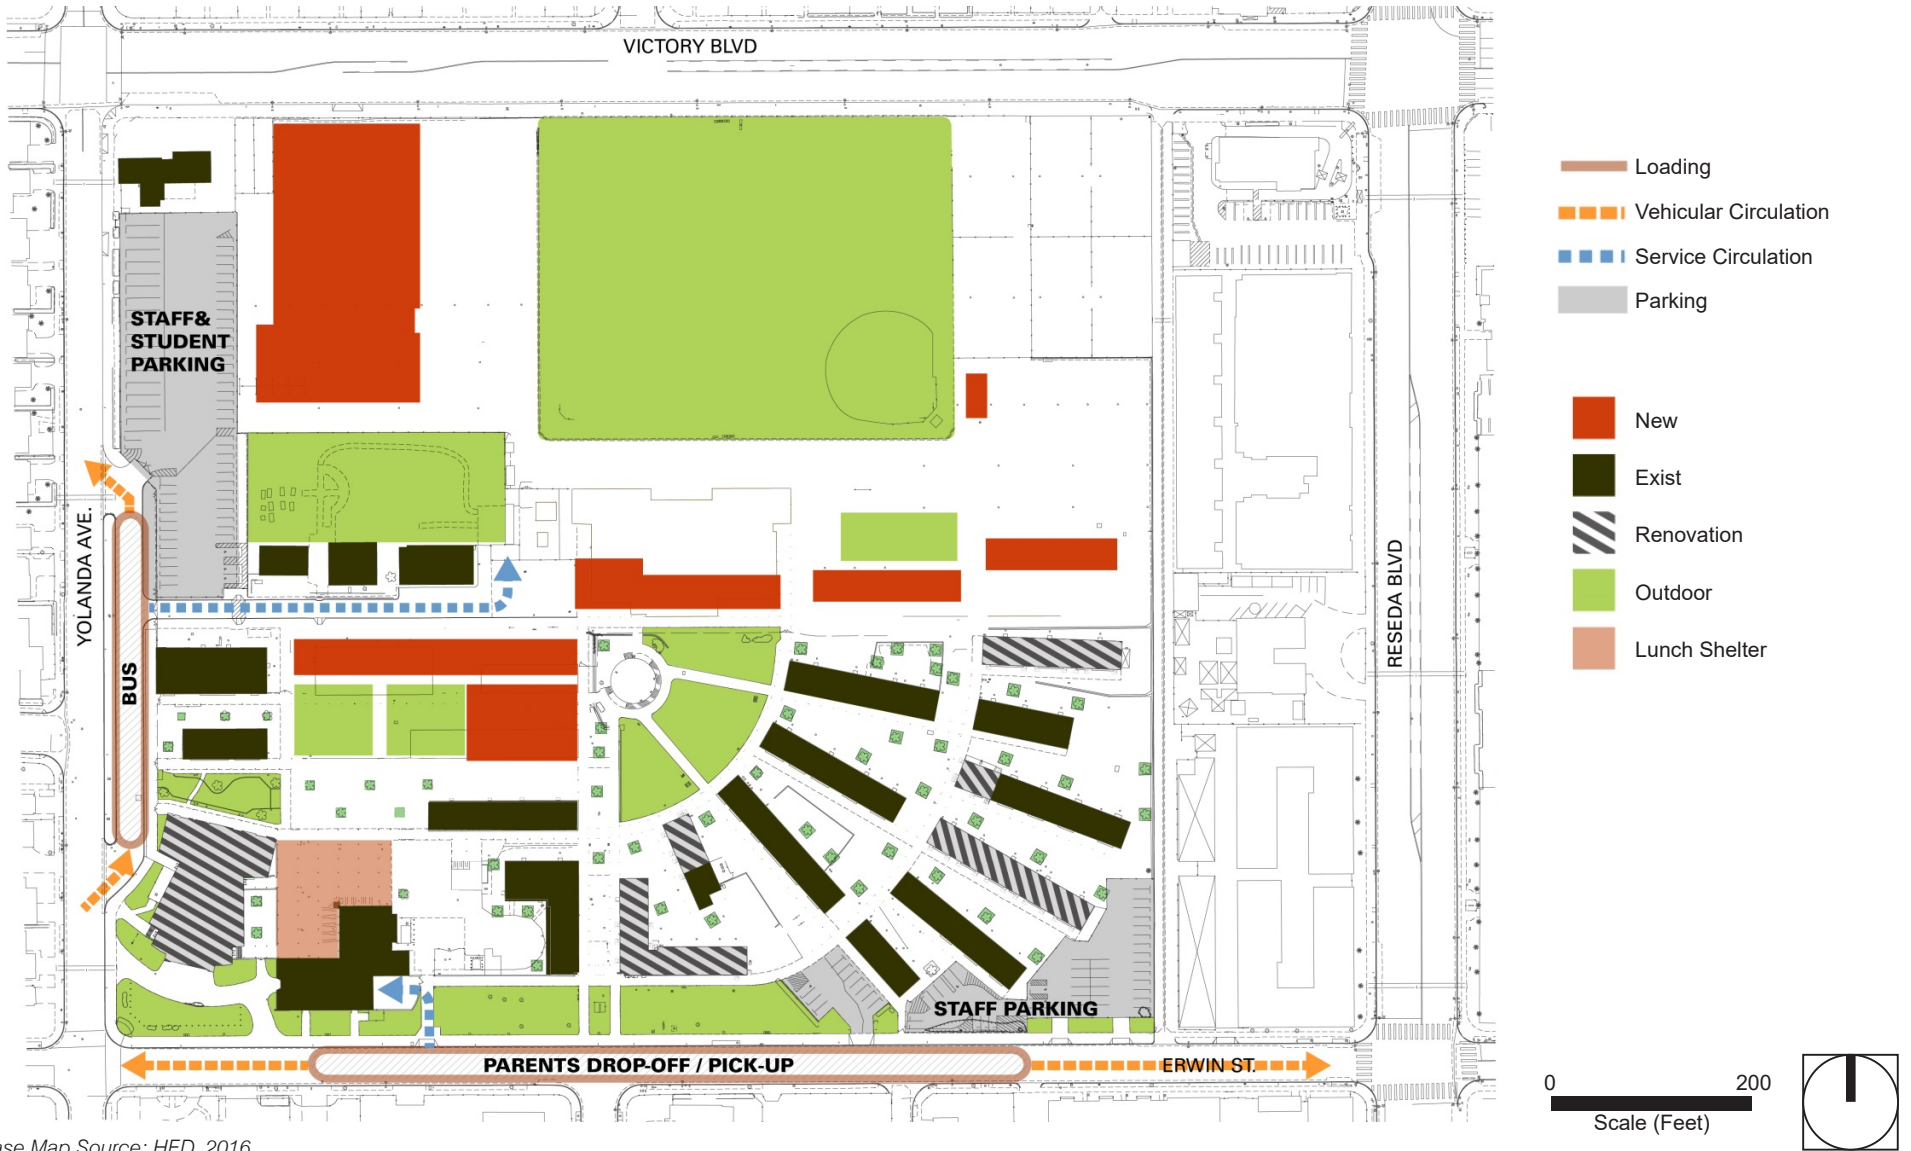 VICTORY BLVD
Loading
Vehicular Circulation
Service Circulation
Parking
STAFF&
STUDENT
PARKING
New
Exist
Renovation
Outdoor
Lunch Shelter
YOLANDA AVE.
BUS
RESEDA BLVD
STAFF PARKING
PARENTS DROP-OFF / PICK-UP
ERWIN ST.
0 200
Scale (Feet)
ase Map Source: HED, 2016